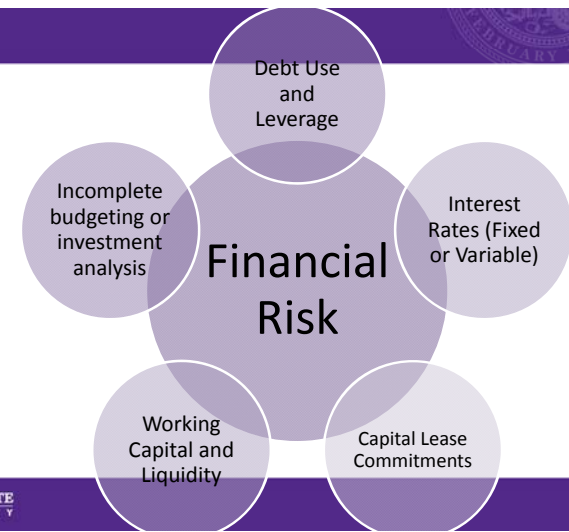 FEBRUARY
Debt Use
and
Leverage
Incomplete
budgeting or
investment
analysis
Interest
Rates (Fixed
or Variable)
Financial
Risk
Working
Capital and
Liquidity
Capital Lease
Commitments